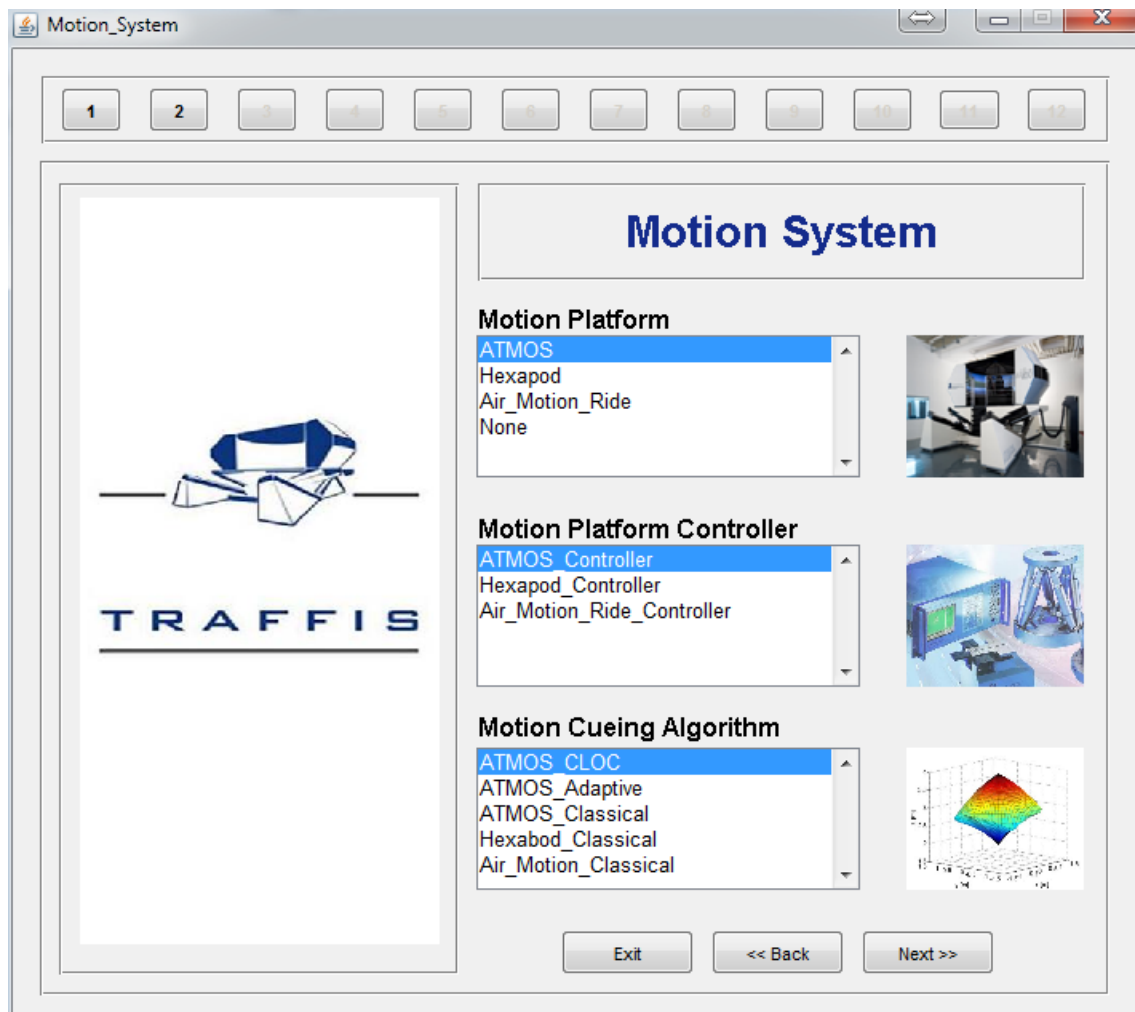 Motion_System
1 2 3 4 5 6 7 8 9 10 11 12
TRAFFIS
Motion System
Motion Platform
ATMOS
Hexapod
Air_Motion_Ride
None
Motion Platform Controller
ATMOS_Controller
Hexapod_Controller
Air_Motion_Ride_Controller
Motion Cueing Algorithm
ATMOS_CLOC
ATMOS_Adaptive
ATMOS_Classical
Hexabod_Classical
Air_Motion_Classical
Exit << Back Next >>